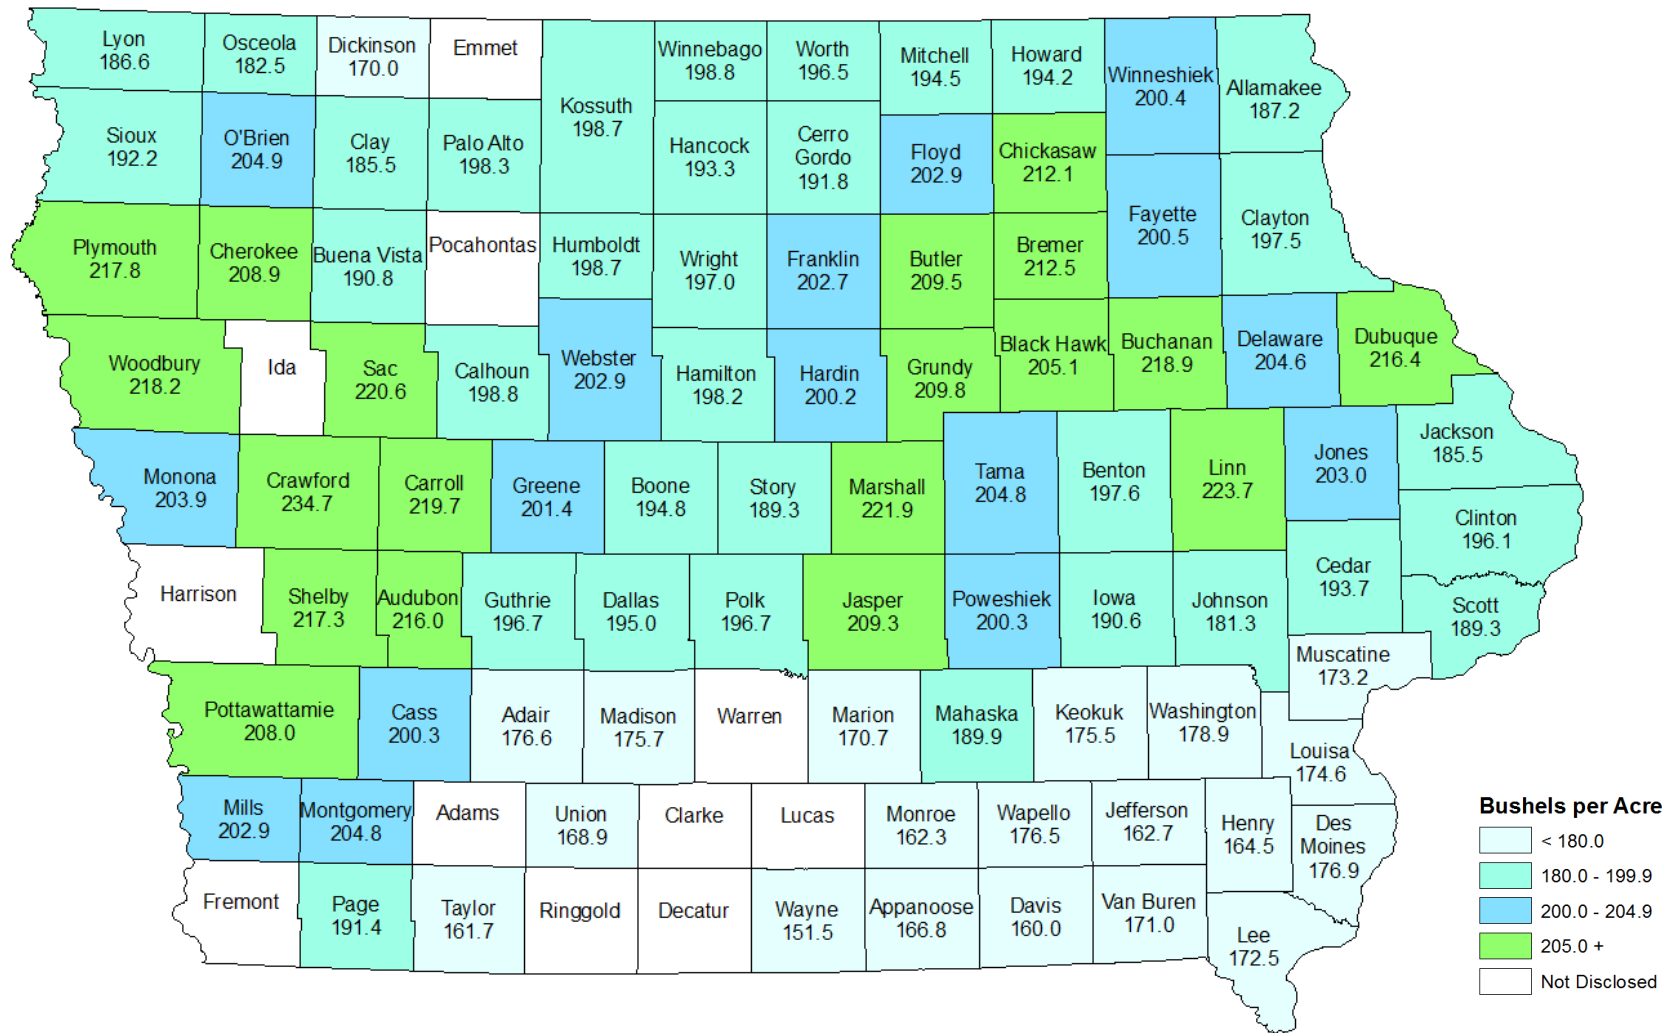 Lyon
186.6
Osceola
182.5
Dickinson
170.0
Emmet
Kossuth
198.7
Winnebago
198.8
Worth
196.5
Mitchell
194.5
Howard
194.2
Winneshiek
200.4
Allamakee
187.2
Sioux
192.2
O'Brien
204.9
Clay
185.5
Palo Alto
198.3
Hancock
193.3
Cerro
Gordo
191.8
Floyd
202.9
Chickasaw
212.1
Fayette
200.5
Clayton
197.5
Plymouth
217.8
Cherokee
208.9
Buena Vista
190.8
Pocahontas
Humboldt
198.7
Wright
197.0
Franklin
202.7
Butler
209.5
Bremer
212.5
Woodbury
218.2
Ida
Sac
220.6
Calhoun
198.8
Webster
202.9
Hamilton
198.2
Hardin
200.2
Grundy
209.8
Black Hawk
205.1
Buchanan
218.9
Delaware
204.6
Dubuque
216.4
Monona
203.9
Crawford
234.7
Carroll
219.7
Greene
201.4
Boone
194.8
Story
189.3
Marshall
221.9
Tama
204.8
Benton
197.6
Linn
223.7
Jones
203.0
Jackson
185.5
Clinton
196.1
Harrison
Shelby
217.3
Audubon
216.0
Guthrie
196.7
Dallas
195.0
Polk
196.7
Jasper
209.3
Poweshiek
200.3
Iowa
190.6
Johnson
181.3
Cedar
193.7
Scott
189.3
Muscatine
173.2
Pottawattamie
208.0
Cass
200.3
Adair
176.6
Madison
175.7
Warren
Marion
170.7
Mahaska
189.9
Keokuk
175.5
Washington
178.9
Louisa
174.6
Mills
202.9
Montgomery
204.8
Adams
Union
168.9
Clarke
Lucas
Monroe
162.3
Wapello
176.5
Jefferson
162.7
Henry
164.5
Des
Moines
176.9
Fremont
Page
191.4
Taylor
161.7
Ringgold
Decatur
Wayne
151.5
Appanoose
166.8
Davis
160.0
Van Buren
171.0
Lee
172.5
Bushels per Acre
< 180.0
180.0 - 199.9
200.0 - 204.9
205.0 +
Not Disclosed